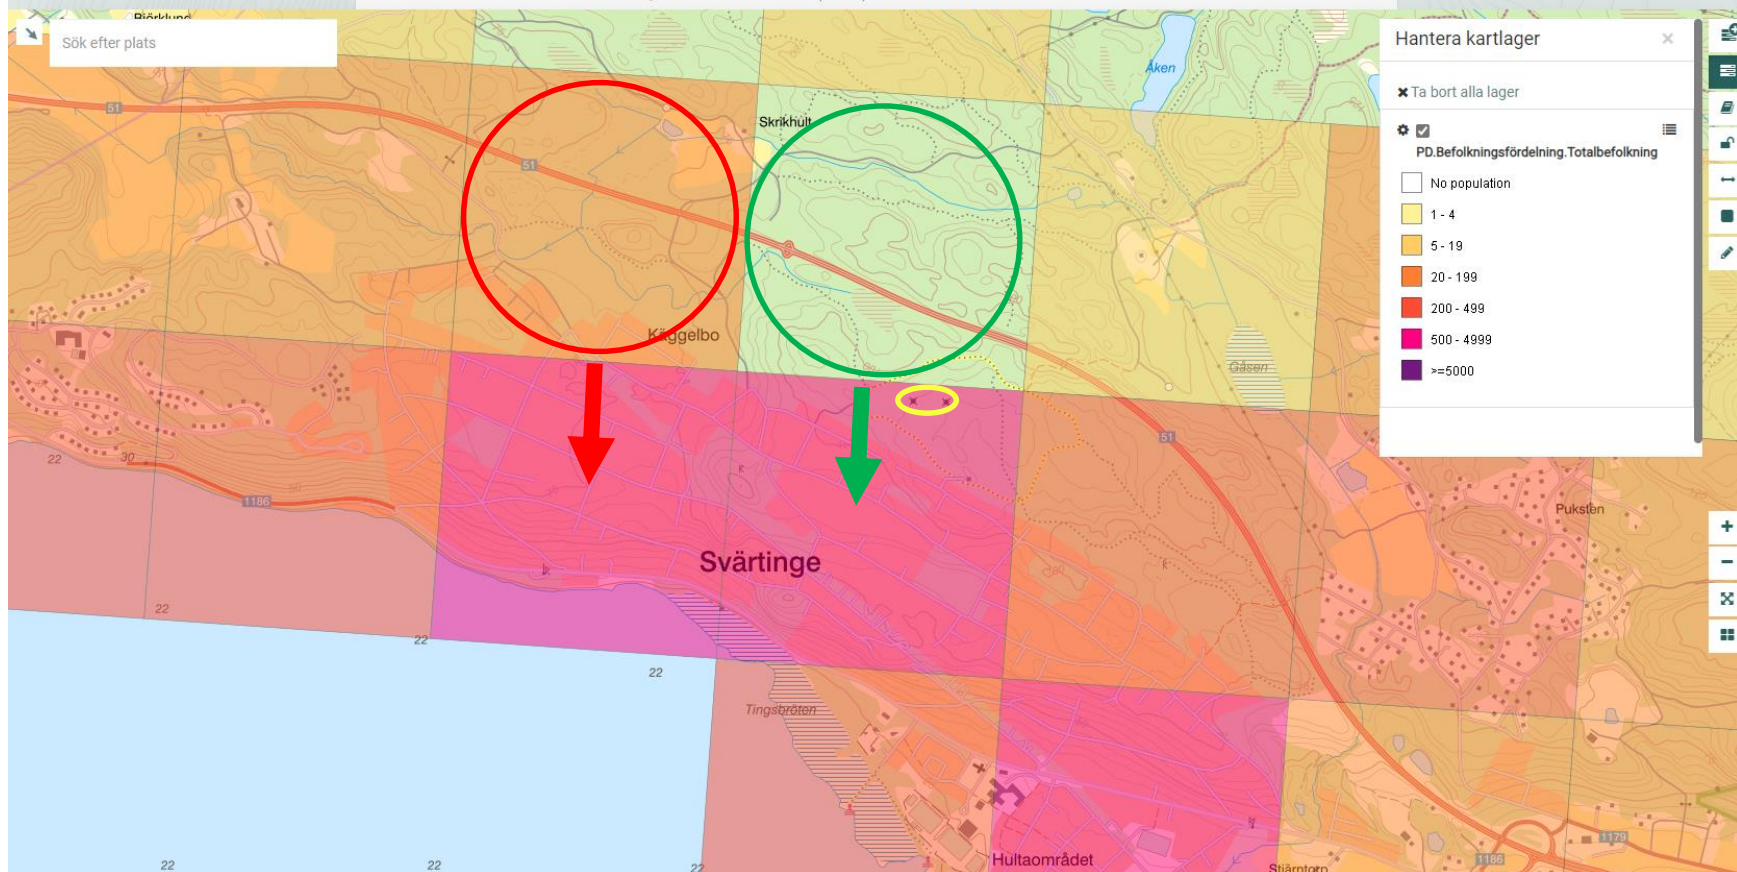 Björklund
Sök efter plats
Hantera kartlager
×
Ta bort alla lager
PD.Befolkningsfördelning.Totalbefolkning
No population
1 - 4
5 - 19
20 - 199
200 - 499
500 - 4999
>=5000
Åken
51
Skrikhult
51
Käggelbo
Gåsen
51
22
30
1186
Puksten
Svärtinge
22
22
22
Tingsbröten
22
22
22
Hultaområdet
Stjärntorp
1186
1179